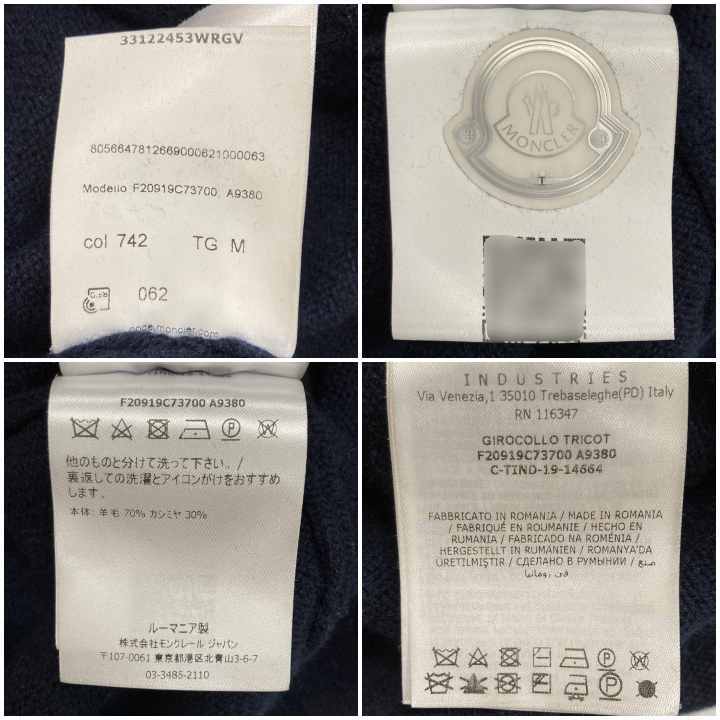 33122453WRGV
8056647812669000621000063
Modello F20919C73700, A9380
col 742 TG M
062
code.moncler.com
MONCLER
F20919C73700 A9380
他のものと分けて洗って下さい。/
裏返しての洗濯とアイコンがけをおすすめ
します。
本体: 羊毛 70% カシミヤ 30%
ルーマニア製
株式会社モンクレール ジャパン
〒107-0061 東京都港区北青山3-6-7
03-3485-2110
INDUSTRIES
Via Venezia,1 35010 Trebaseleghe(PD) Italy
RN 116347
GIROCOLLO TRICOT
F20919C73700 A9380
C-TIND-19-14664
FABBRICATO IN ROMANIA / MADE IN ROMANIA
/ FABRIQUÉ EN ROUMANIE / HECHO EN
RUMANIA / FABRICADO NA ROMÉNIA /
HERGESTELLT IN RUMÄNIEN / ROMANYA'DA
ÜRETİLMİŞTİR / СДЕЛАНО В РУМЫНИИ / صنع
في رومانيا